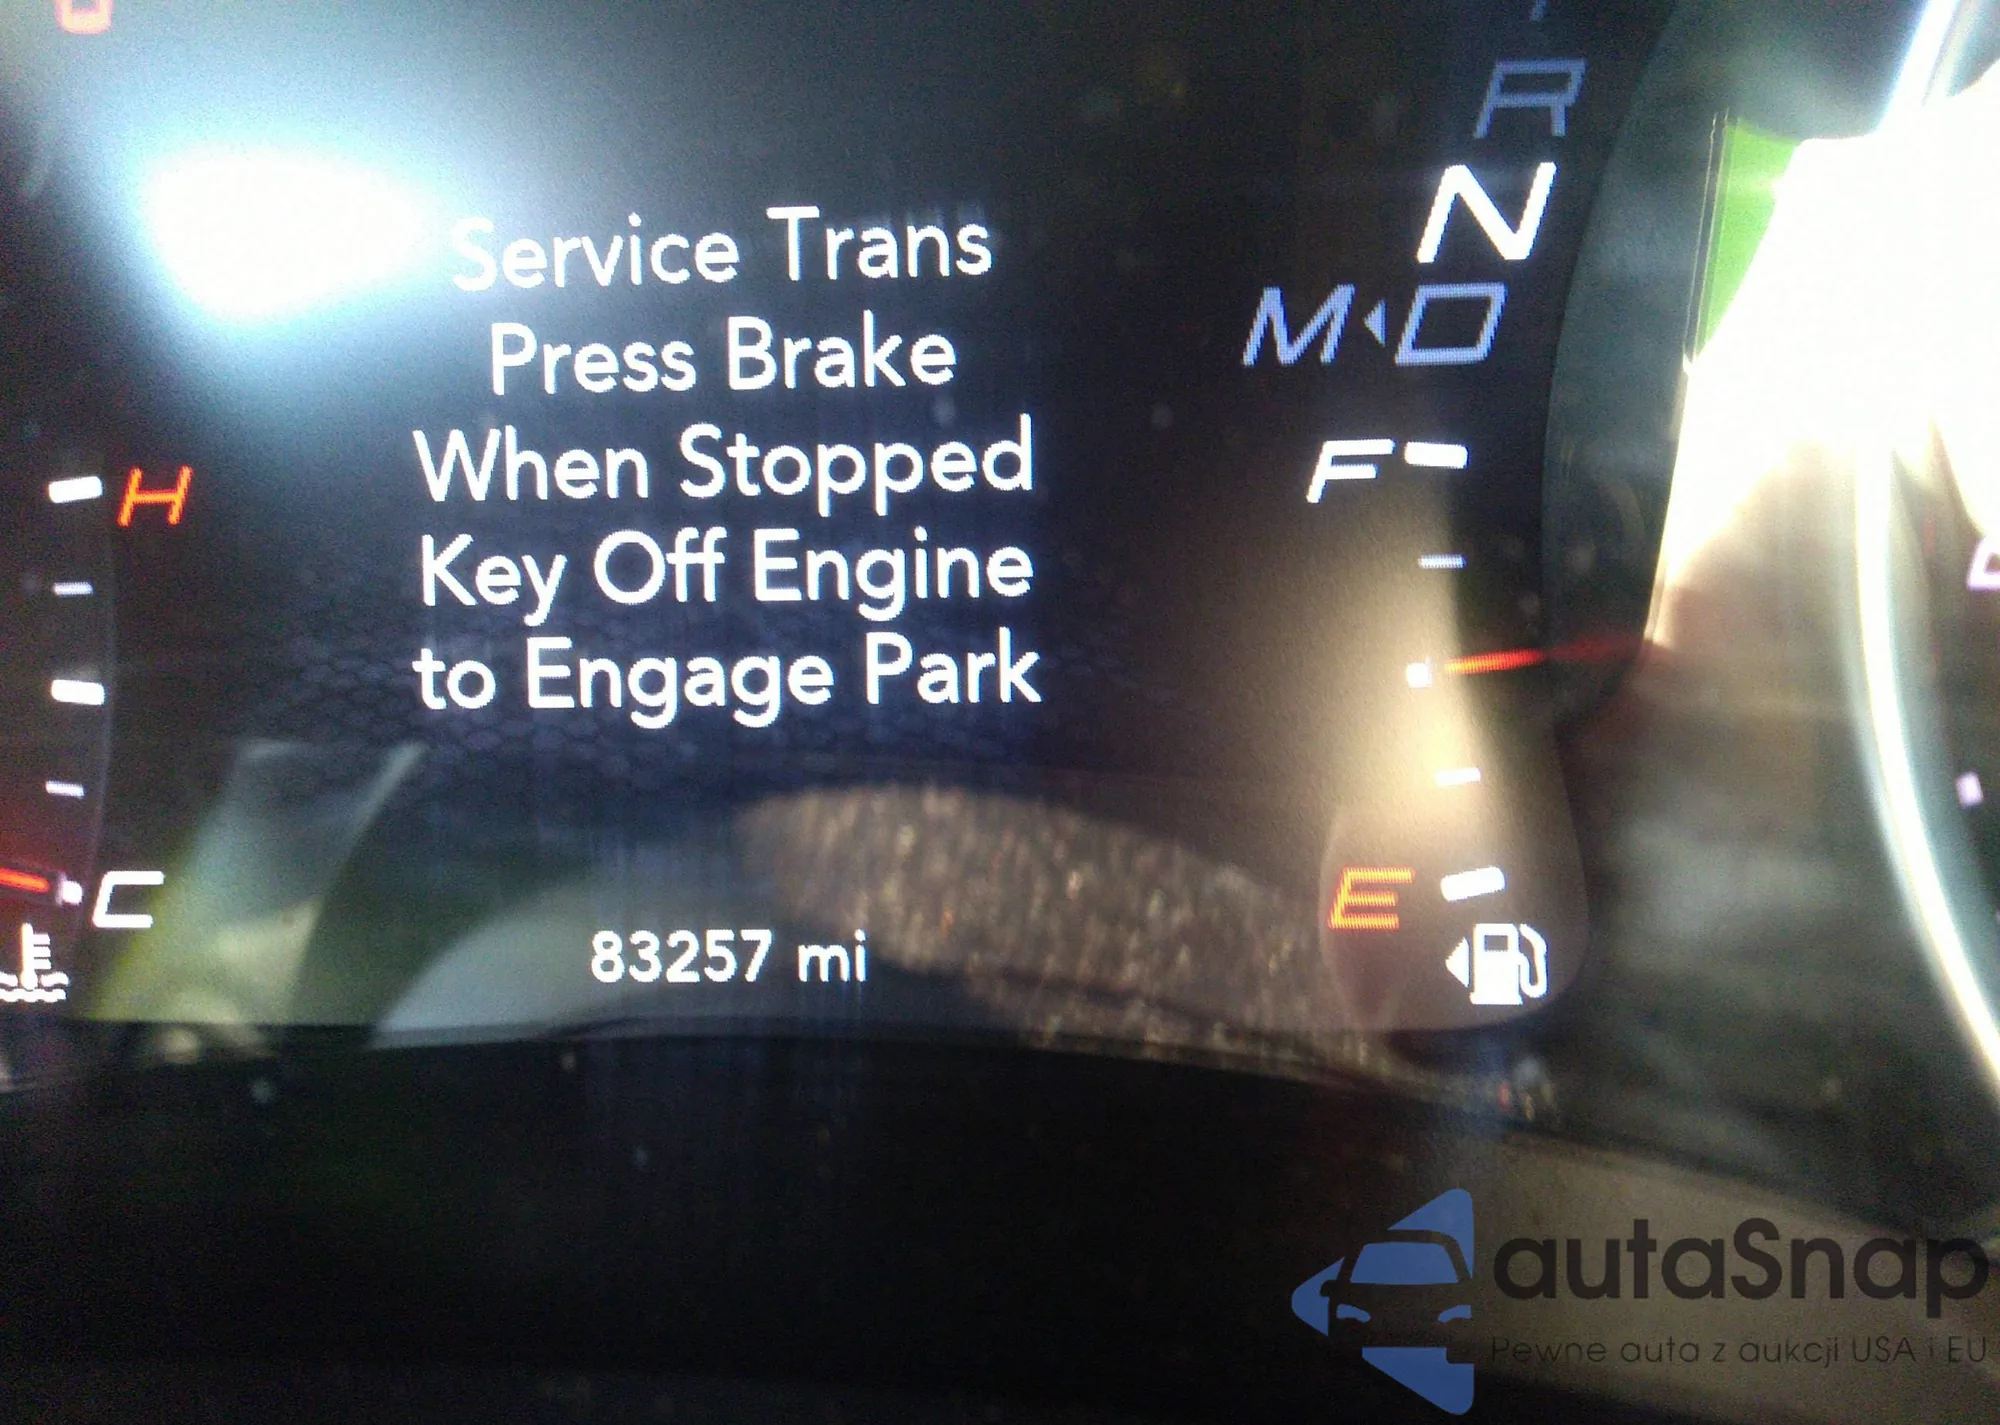 R
N
Service Trans
M D
Press Brake
When Stopped
F
H
Key Off Engine
to Engage Park
E
C
83257 mi
autaSnap
Pewne auta z aukcji USA i EU